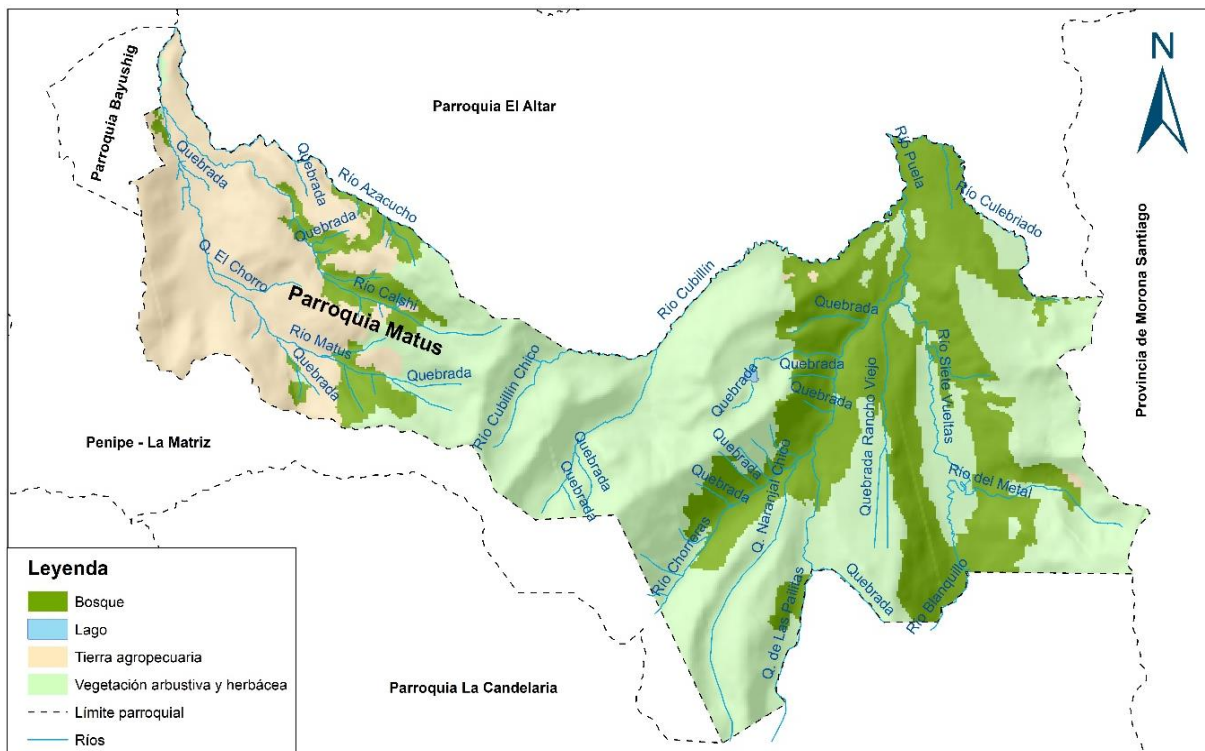 N
Parroquia El Altar
Parroquia Bayushig
Provincia de Morona Santiago
Penipe - La Matriz
Parroquia La Candelaria
Parroquia Matus
Quebrada
Quebrada
Río Azacucho
Quebrada
Q. El Chorro
Río Calshi
Río Matus
Quebrada
Quebrada
Río Cubillín Chico
Río Cubillín
Quebrada
Quebrada
Río Puela
Río Culebriado
Quebrada
Quebrada
Quebrada
Quebrada
Quebrada
Quebrada
Río Chorreras
Q. Naranjal Chico
Quebrada Rancho Viejo
Río Siete Vueltas
Río del Metal
Q. de Las Pailitas
Quebrada
Río Blanquillo
Leyenda
Bosque
Lago
Tierra agropecuaria
Vegetación arbustiva y herbácea
Límite parroquial
Ríos